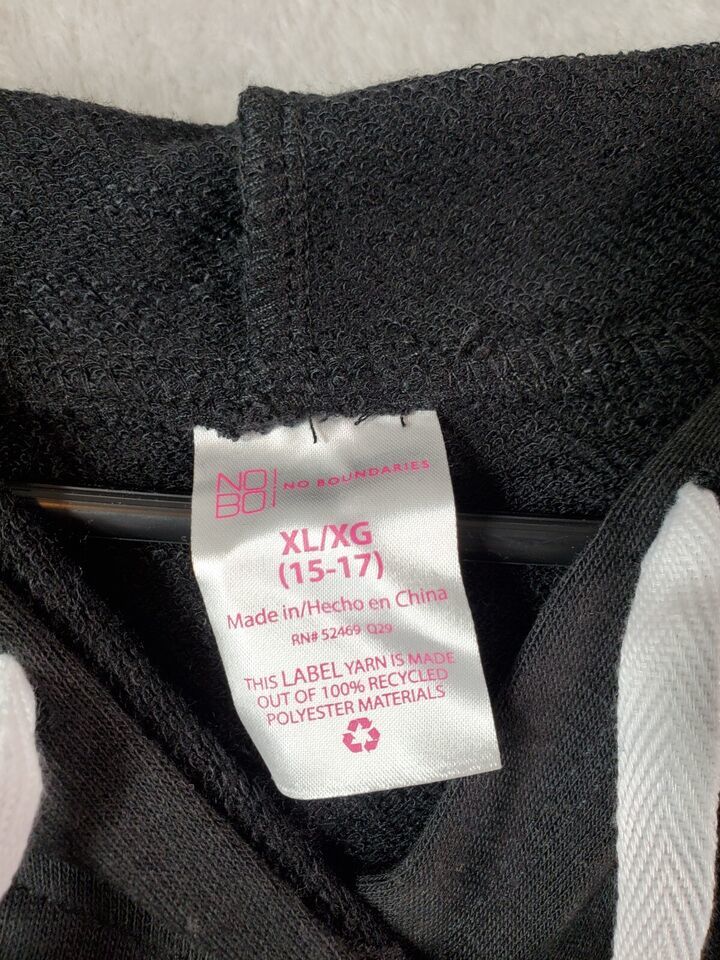 NO
BO
NO BOUNDARIES
XL/XG
(15-17)
Made in/Hecho en China
RN# 52469 Q29
THIS LABEL YARN IS MADE
OUT OF 100% RECYCLED
POLYESTER MATERIALS